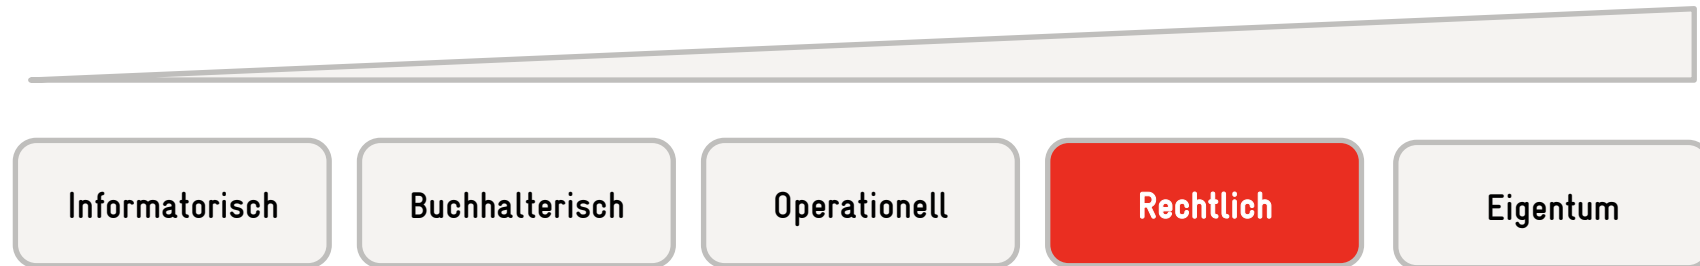 Informatorisch
Buchhalterisch
Operationell
Rechtlich
Eigentum